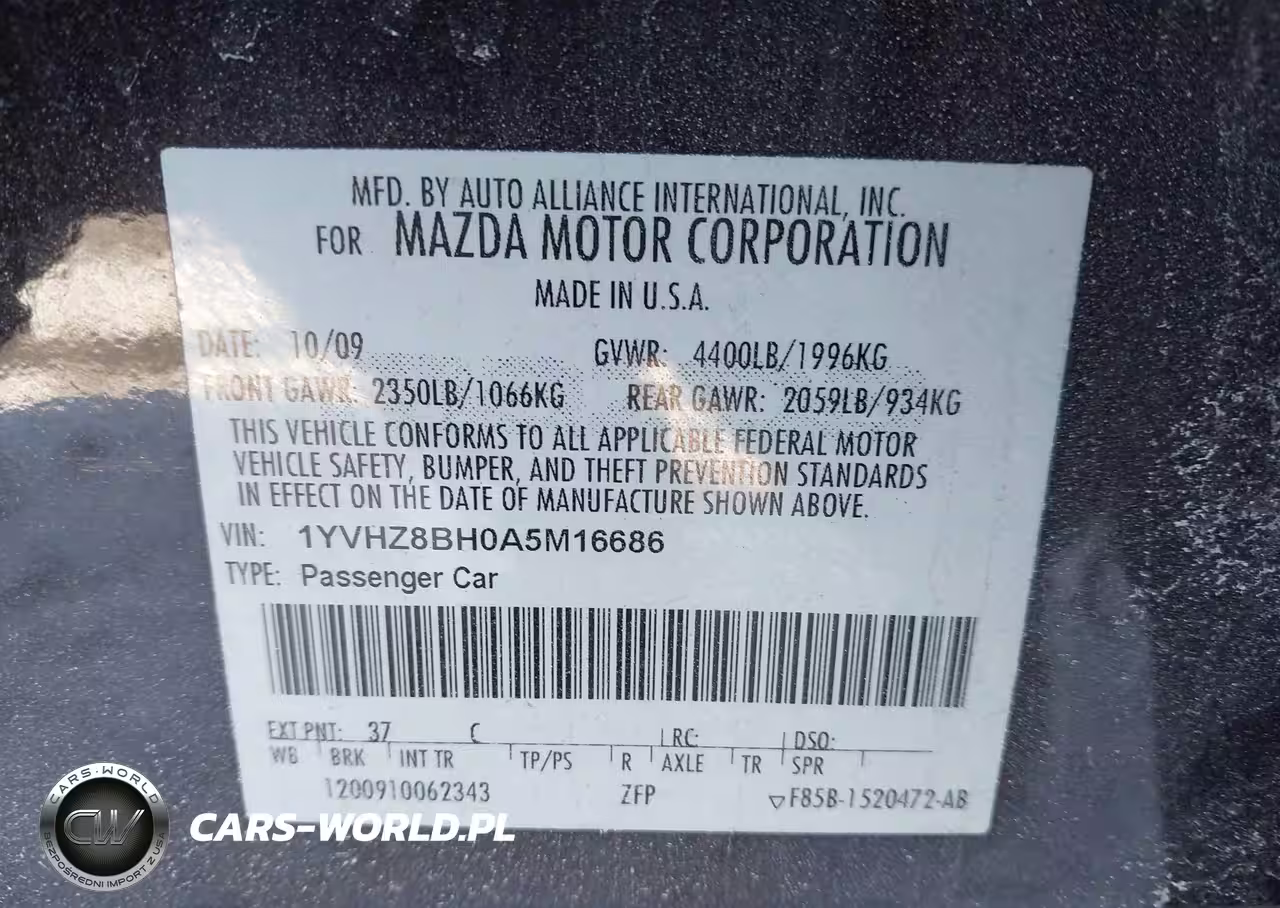 MFD. BY AUTO ALLIANCE INTERNATIONAL, INC.
FOR MAZDA MOTOR CORPORATION
MADE IN U.S.A.
DATE: 10/09 GVWR: 4400LB/1996KG
FRONT GAWR: 2350LB/1066KG REAR GAWR: 2059LB/934KG
THIS VEHICLE CONFORMS TO ALL APPLICABLE FEDERAL MOTOR
VEHICLE SAFETY, BUMPER, AND THEFT PREVENTION STANDARDS
IN EFFECT ON THE DATE OF MANUFACTURE SHOWN ABOVE.
VIN: 1YVHZ8BH0A5M16686
TYPE: Passenger Car
EXT PNT: 37 C RC: DSO:
WB BRK INT TR TP/PS R AXLE TR SPR
1200910062343 ZFP F85B-1520472-AB
CARS-WORLD
CW
BEZPOŚREDNI IMPORT Z USA
CARS-WORLD.PL